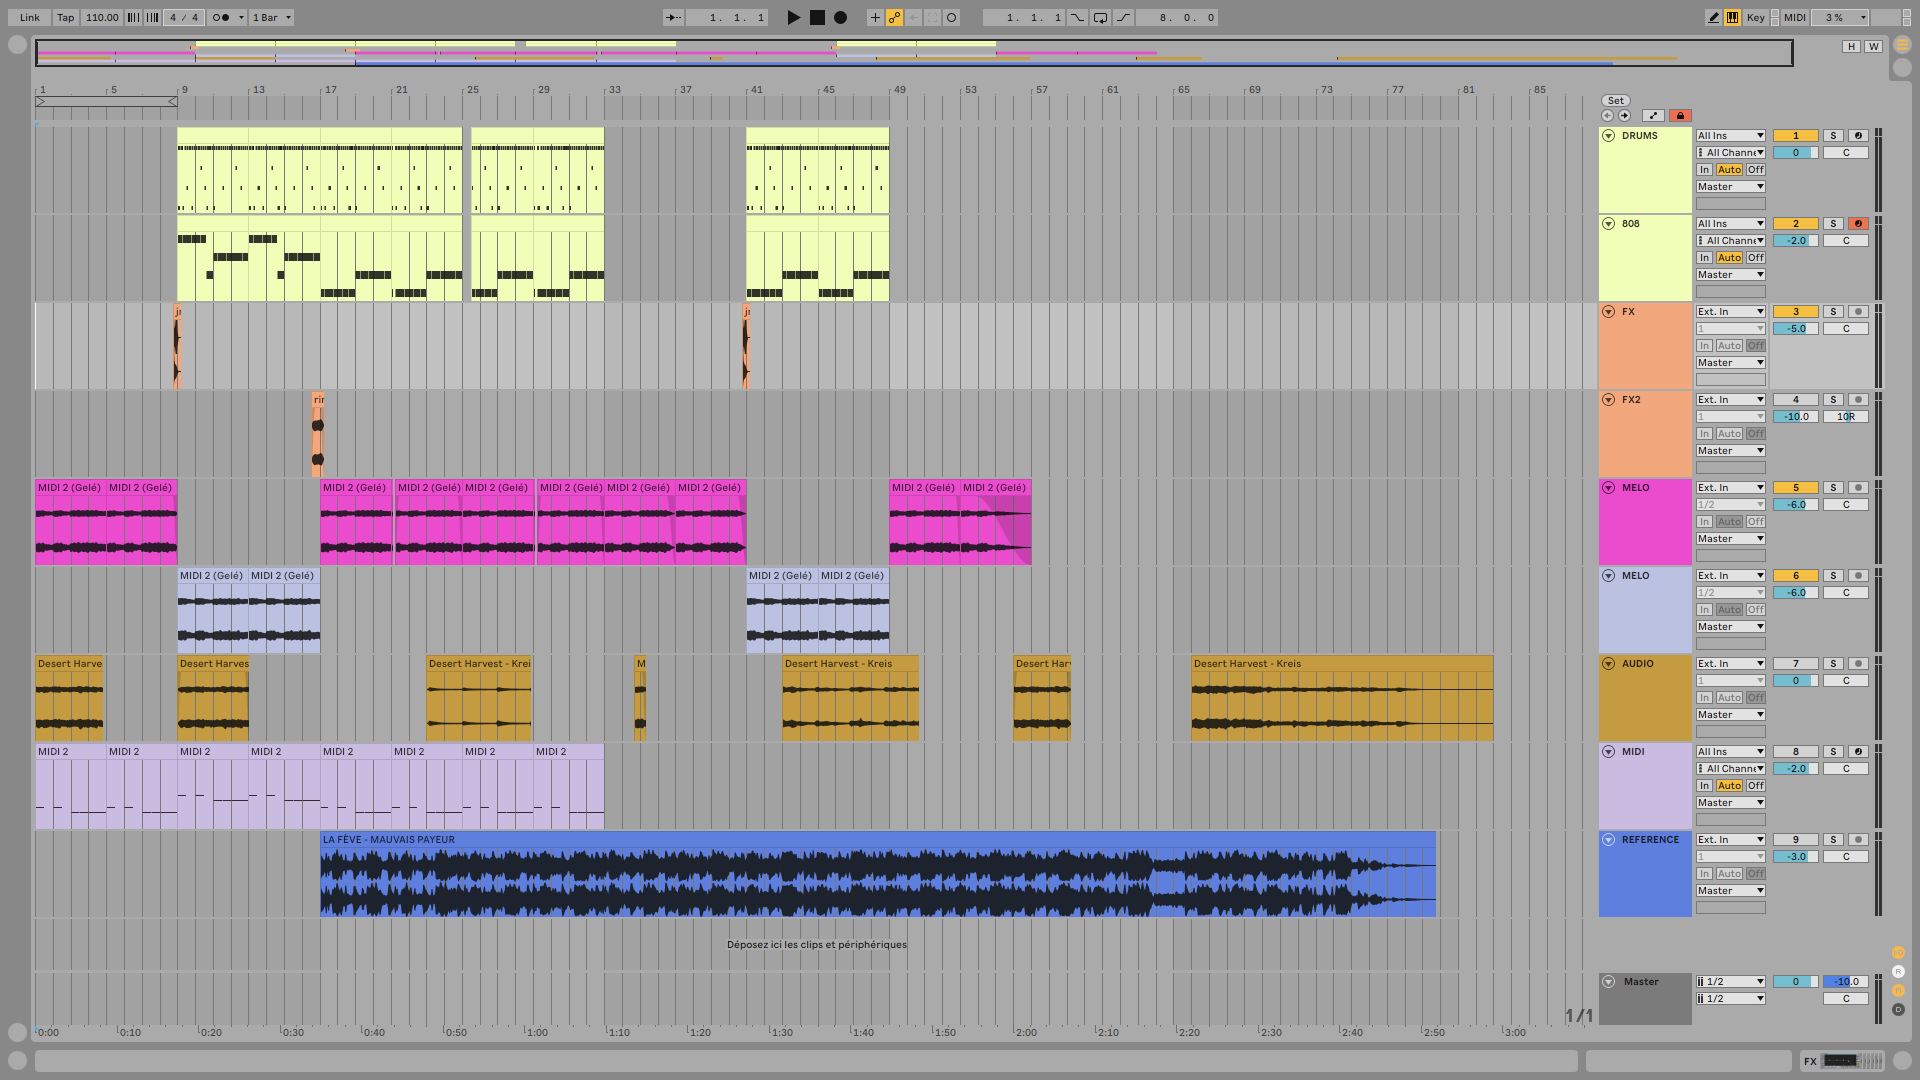 Link Tap 110.00 4 / 4 1 Bar 1. 1. 1 1. 1. 1 8. 0. 0 Key MIDI 3 %
H W
1 5 9 13 17 21 25 29 33 37 41 45 49 53 57 61 65 69 73 77 81 85
Set
DRUMS All Ins 1 S
All Channe 0 C
In Auto Off
Master
808 All Ins 2 S
All Channe -2.0 C
In Auto Off
Master
FX Ext. In 3 S
1 -5.0 C
In Auto Off
Master
FX2 Ext. In 4 S
1 -10.0 10R
In Auto Off
Master
MIDI 2 (Gelé) MIDI 2 (Gelé) MIDI 2 (Gelé) MIDI 2 (Gelé) MIDI 2 (Gelé) MIDI 2 (Gelé) MIDI 2 (Gelé) MIDI 2 (Gelé) MIDI 2 (Gelé) MIDI 2 (Gelé) MELO Ext. In 5 S
1/2 -6.0 C
In Auto Off
Master
MIDI 2 (Gelé) MIDI 2 (Gelé) MIDI 2 (Gelé) MIDI 2 (Gelé) MELO Ext. In 6 S
1/2 -6.0 C
In Auto Off
Master
Desert Harve Desert Harves Desert Harvest - Krei M Desert Harvest - Kreis Desert Har Desert Harvest - Kreis AUDIO Ext. In 7 S
1 0 C
In Auto Off
Master
MIDI 2 MIDI 2 MIDI 2 MIDI 2 MIDI 2 MIDI 2 MIDI 2 MIDI 2 MIDI All Ins 8 S
All Channe -2.0 C
In Auto Off
Master
LA FÈVE - MAUVAIS PAYEUR REFERENCE Ext. In 9 S
1 -3.0 C
In Auto Off
Master
Déposez ici les clips et périphériques
R
Master 1/2 0 -10.0
1/2 C
D
1/1
0:00 0:10 0:20 0:30 0:40 0:50 1:00 1:10 1:20 1:30 1:40 1:50 2:00 2:10 2:20 2:30 2:40 2:50 3:00
FX